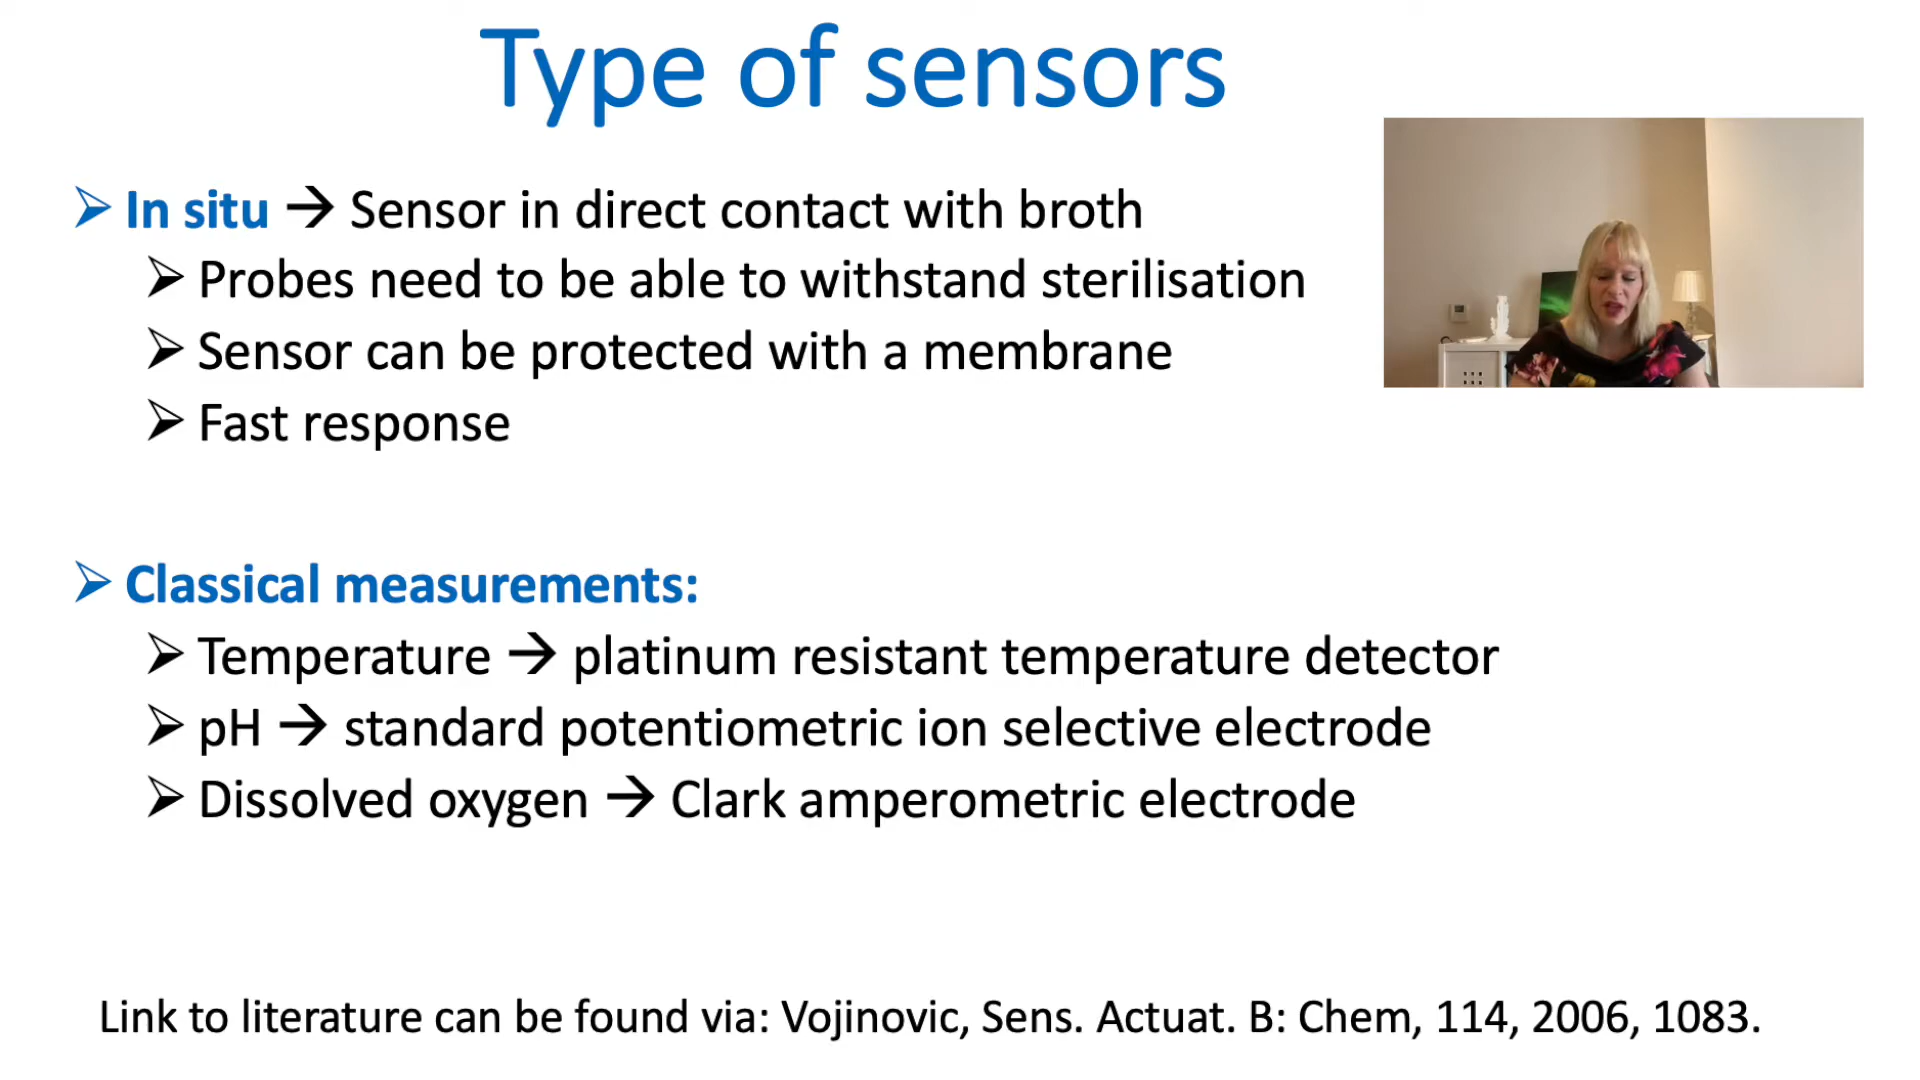 Type of sensors
➢ In situ → Sensor in direct contact with broth
➢ Probes need to be able to withstand sterilisation
➢ Sensor can be protected with a membrane
➢ Fast response
➢ Classical measurements:
➢ Temperature → platinum resistant temperature detector
➢ pH → standard potentiometric ion selective electrode
➢ Dissolved oxygen → Clark amperometric electrode
Link to literature can be found via: Vojinovic, Sens. Actuat. B: Chem, 114, 2006, 1083.